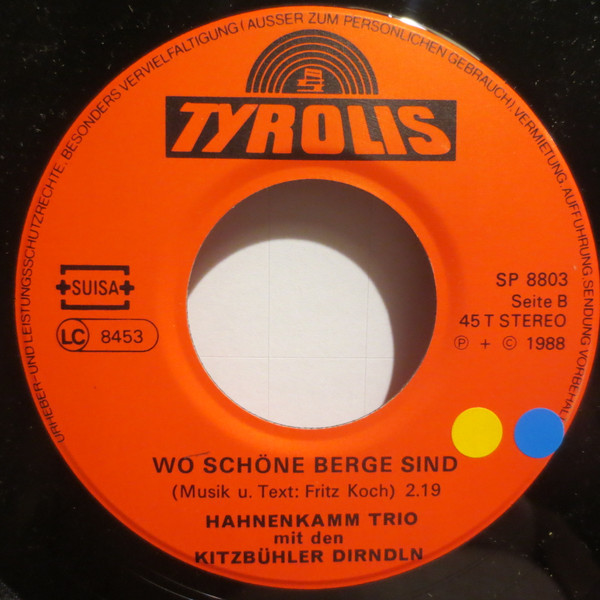 URHEBER- UND LEISTUNGSSCHUTZRECHTE, BESONDERS VERVIELFÄLTIGUNG (AUSSER ZUM PERSÖNLICHEN GEBRAUCH), VERMIETUNG, AUFFÜHRUNG, SENDUNG VORBEHAL
TYROLIS
+SUISA+
LC 8453
SP 8803
Seite B
45 T STEREO
Ⓟ + © 1988
WO SCHÖNE BERGE SIND
(Musik u. Text: Fritz Koch) 2.19
HAHNENKAMM TRIO
mit den
KITZBÜHLER DIRNDLN